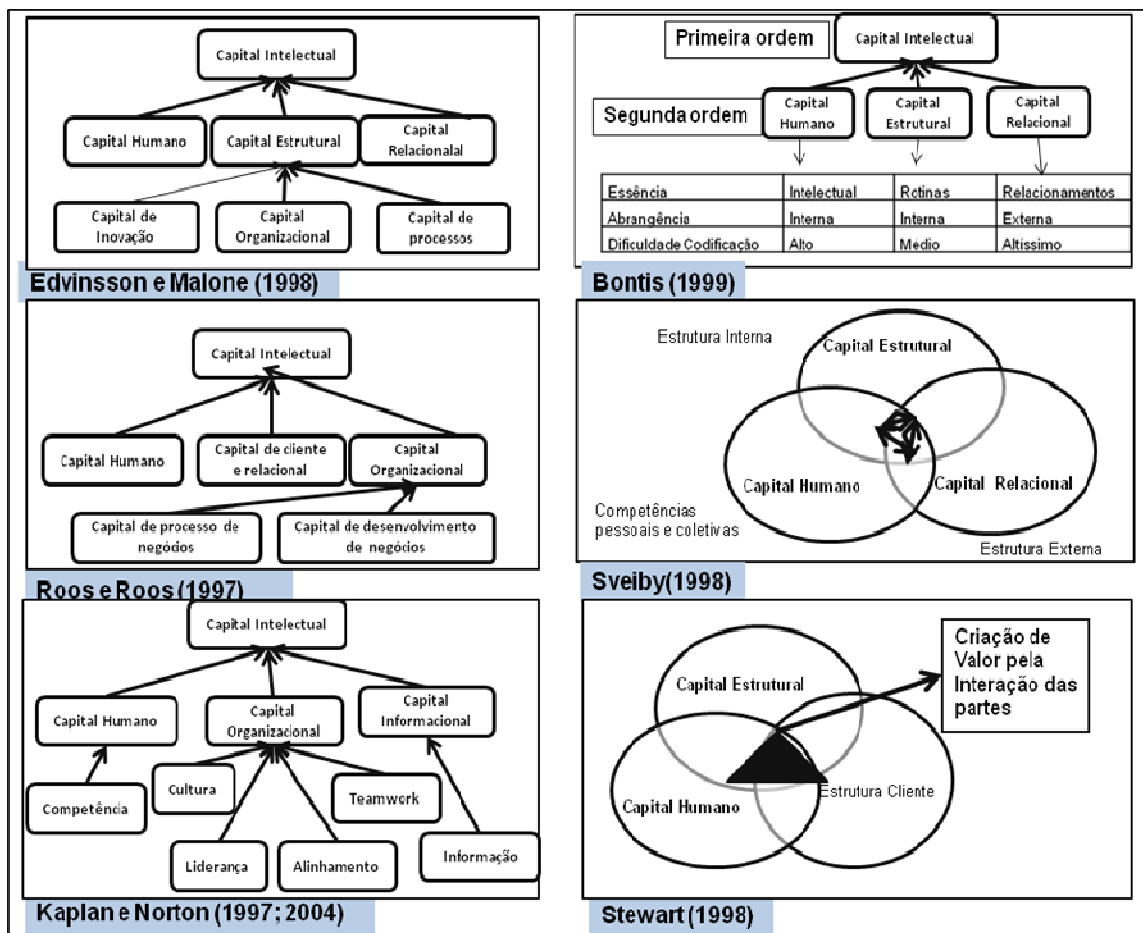 Capital Intelectual
Capital Humano
Capital Estrutural
Capital
Relacionalal
Capital de
Inovação
Capital
Organizacional
Capital de
processos
Edvinsson e Malone (1998)
Primeira ordem
Capital Intelectual
Segunda ordem
Capital
Humano
Capital
Estrutural
Capital
Relacional
Essência Intelectual Rctinas Relacionamentos
Abrangência Interna Interna Externa
Dificuldade de Codificação Alto Medio Altissimo
Bontis (1999)
Capital Intelectual
Capital Humano
Capital de cliente
e relacional
Capital
Organizacional
Capital de processo de
negócios
Capital de desenvolvimento
de negócios
Roos e Roos (1997)
Estrutura Interna
Capital Estrutural
Capital Humano
Capital Relacional
Competências
pessoais e coletivas
Estrutura Externa
Sveiby(1998)
Capital Intelectual
Capital Humano
Capital
Organizacional
Capital
Informacional
Competência
Cultura
Teamwork
Liderança
Alinhamento
Informação
Kaplan e Norton (1997; 2004)
Capital Estrutural
Capital Humano
Estrutura Cliente
Criação de
Valor pela
Interação das
partes
Stewart (1998)